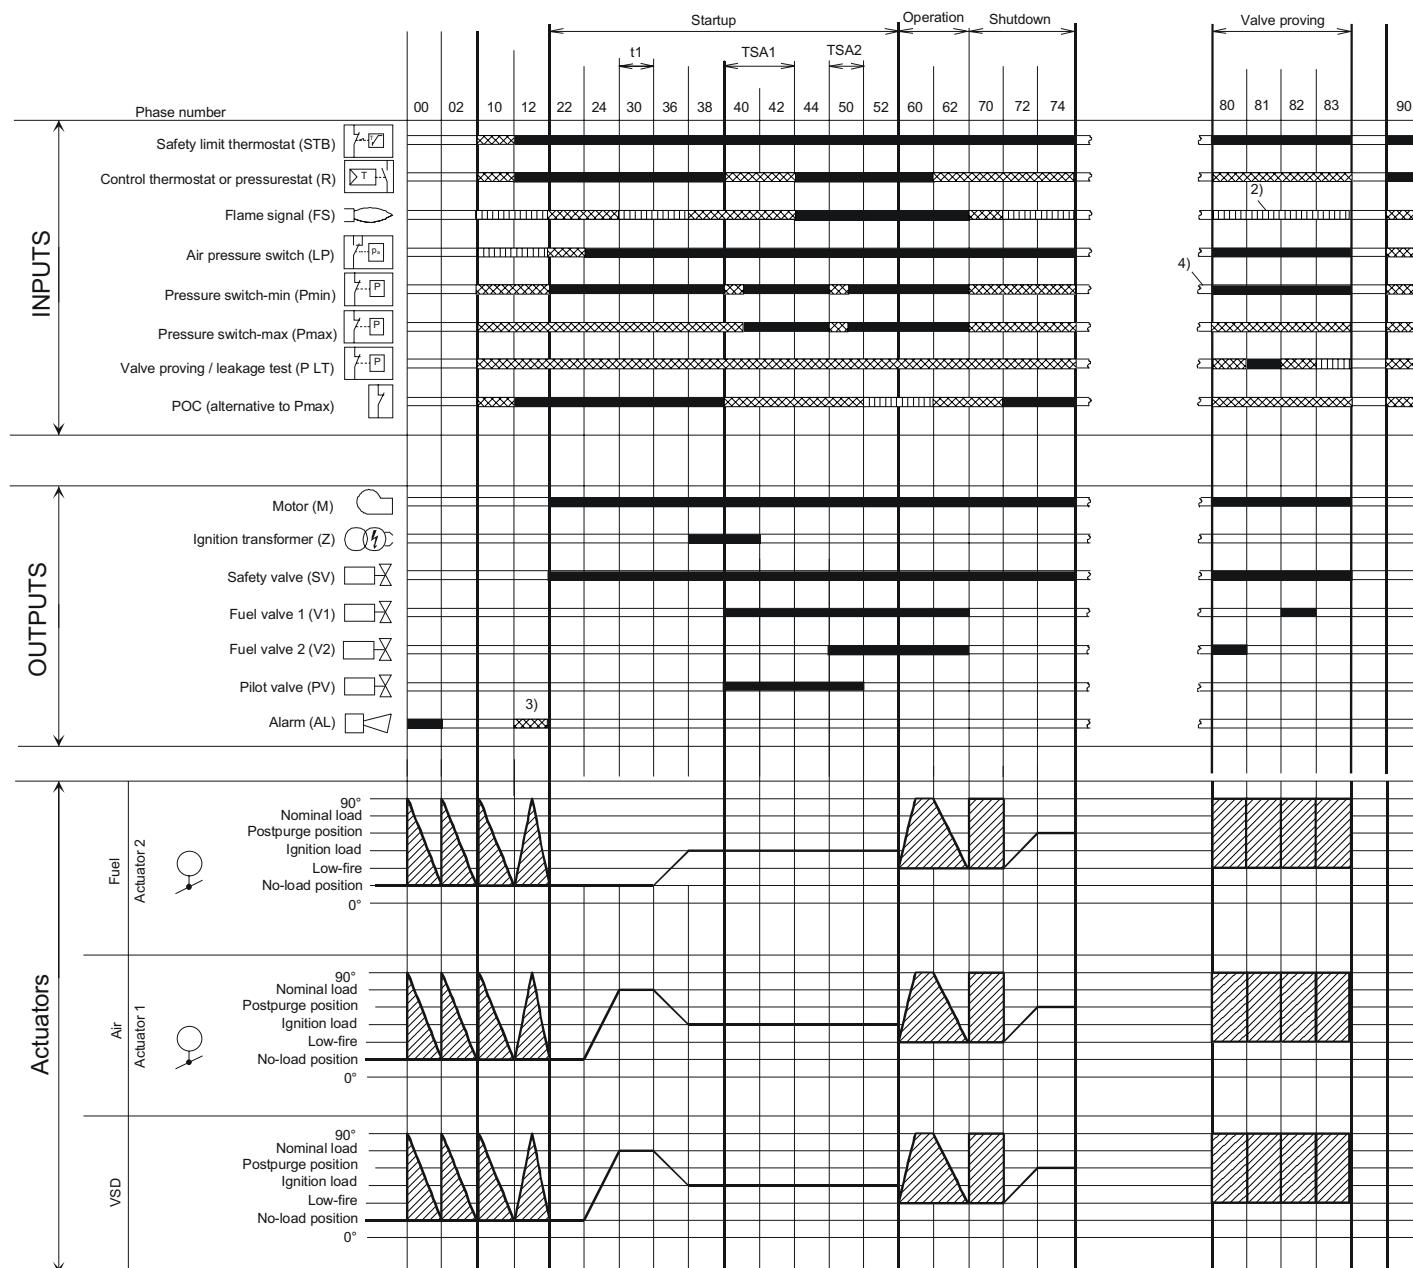 Startup
Operation
Shutdown
Valve proving
t1
TSA1
TSA2
Phase number
00 02 10 12 22 24 30 36 38 40 42 44 50 52 60 62 70 72 74 80 81 82 83 90
INPUTS
Safety limit thermostat (STB)
Control thermostat or pressurestat (R)
T
2)
Flame signal (FS)
Air pressure switch (LP)
4)
Pressure switch-min (Pmin)
P
Pressure switch-max (Pmax)
P
Valve proving / leakage test (P LT)
P
POC (alternative to Pmax)
OUTPUTS
Motor (M)
Ignition transformer (Z)
Safety valve (SV)
Fuel valve 1 (V1)
Fuel valve 2 (V2)
Pilot valve (PV)
3)
Alarm (AL)
Actuators
Fuel
Actuator 2
90°
Nominal load
Postpurge position
Ignition load
Low-fire
No-load position
0°
Air
Actuator 1
90°
Nominal load
Postpurge position
Ignition load
Low-fire
No-load position
0°
VSD
90°
Nominal load
Postpurge position
Ignition load
Low-fire
No-load position
0°